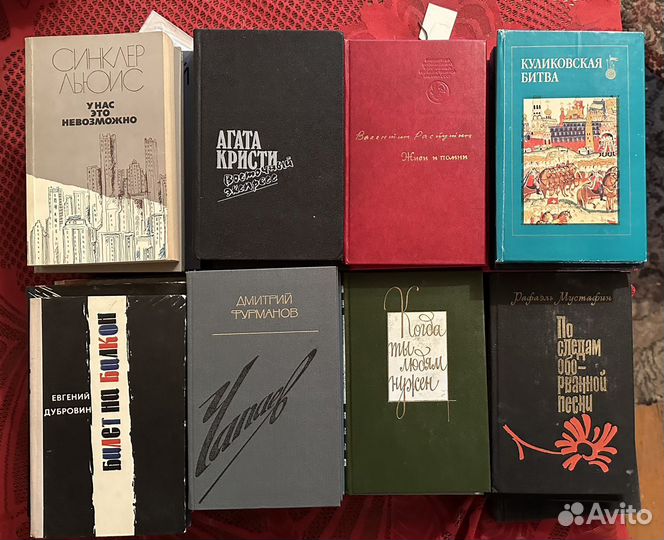 СИНКЛЕР
ЛЬЮИС
У НАС
ЭТО
НЕВОЗМОЖНО
АГАТА
КРИСТИ
Восточный
экспресс
Валентин Распутин
Живи и помни
КУЛИКОВСКАЯ
БИТВА
ЕВГЕНИЙ
ДУБРОВИН
БИЛЕТ НА БАЛКОН
ДМИТРИЙ
ФУРМАНОВ
Чапаев
Когда
ты
людям
нужен
Рафаэль Мустафин
По
следам
обо-
рванной
песни
Avito